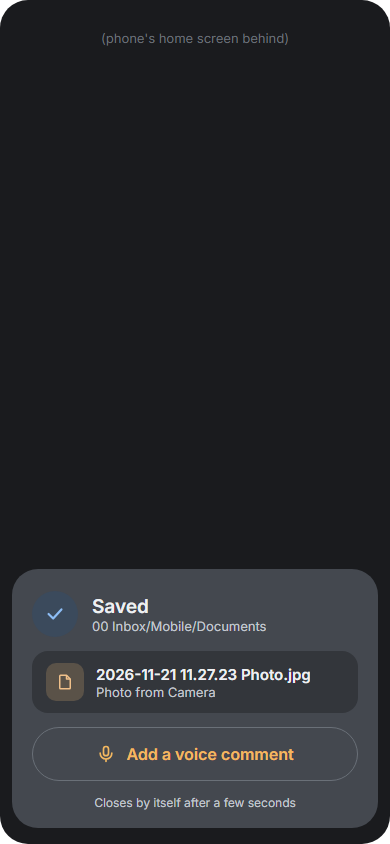 (phone's home screen behind)
Saved
00 Inbox/Mobile/Documents
2026-11-21 11.27.23 Photo.jpg
Photo from Camera
Add a voice comment
Closes by itself after a few seconds